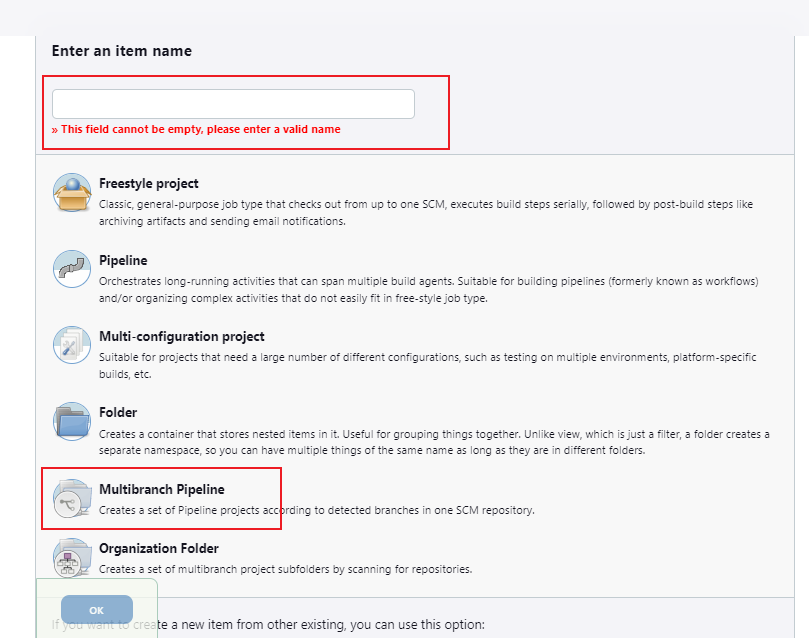 Enter an item name
» This field cannot be empty, please enter a valid name
Freestyle project
Classic, general-purpose job type that checks out from up to one SCM, executes build steps serially, followed by post-build steps like
archiving artifacts and sending email notifications.
Pipeline
Orchestrates long-running activities that can span multiple build agents. Suitable for building pipelines (formerly known as workflows)
and/or organizing complex activities that do not easily fit in free-style job type.
Multi-configuration project
Suitable for projects that need a large number of different configurations, such as testing on multiple environments, platform-specific
builds, etc.
Folder
Creates a container that stores nested items in it. Useful for grouping things together. Unlike view, which is just a filter, a folder creates a
separate namespace, so you can have multiple things of the same name as long as they are in different folders.
Multibranch Pipeline
Creates a set of Pipeline projects according to detected branches in one SCM repository.
Organization Folder
Creates a set of multibranch project subfolders by scanning for repositories.
OK
If you want to create a new item from other existing, you can use this option: